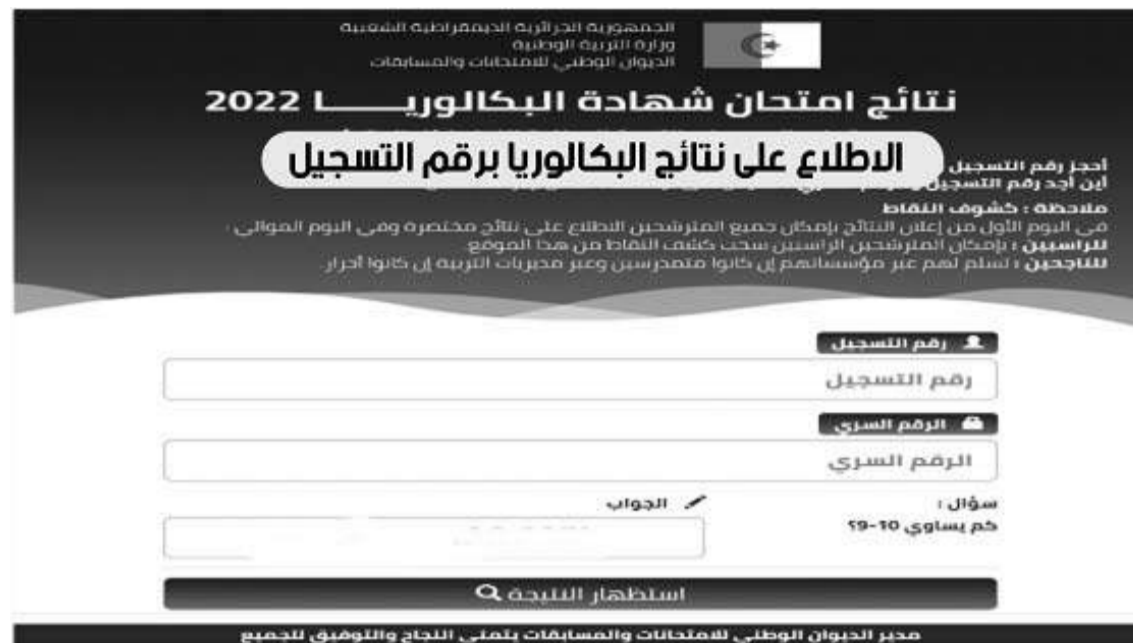 الجمهورية الجزائرية الديمقراطية الشعبية
وزارة التربية الوطنية
الديوان الوطني للامتحانات والمسابقات
نتائج امتحان شهادة البكالوريـــــا 2022
الاطلاع على نتائج البكالوريا برقم التسجيل
أحجز رقم التسجيل
أين أجد رقم التسجيل
ملاحظة : كشوف النقاط
في اليوم الأول من إعلان النتائج بإمكان جميع المترشحين الاطلاع على نتائج مختصرة وفي اليوم الموالي .
للراسبين : بإمكان المترشحين الراسبين سحب كشف النقاط من هذا الموقع.
للناجحين : تسلم لهم عبر مؤسساتهم إن كانوا متمدرسين وعبر مديريات التربية إن كانوا أحرار.
رقم التسجيل
رقم التسجيل
الرقم السري
الرقم السري
سؤال : الجواب
كم يساوي 10-9؟
استظهار النتيجة
مدير الديوان الوطني للامتحانات والمسابقات يتمنى النجاح والتوفيق للجميع